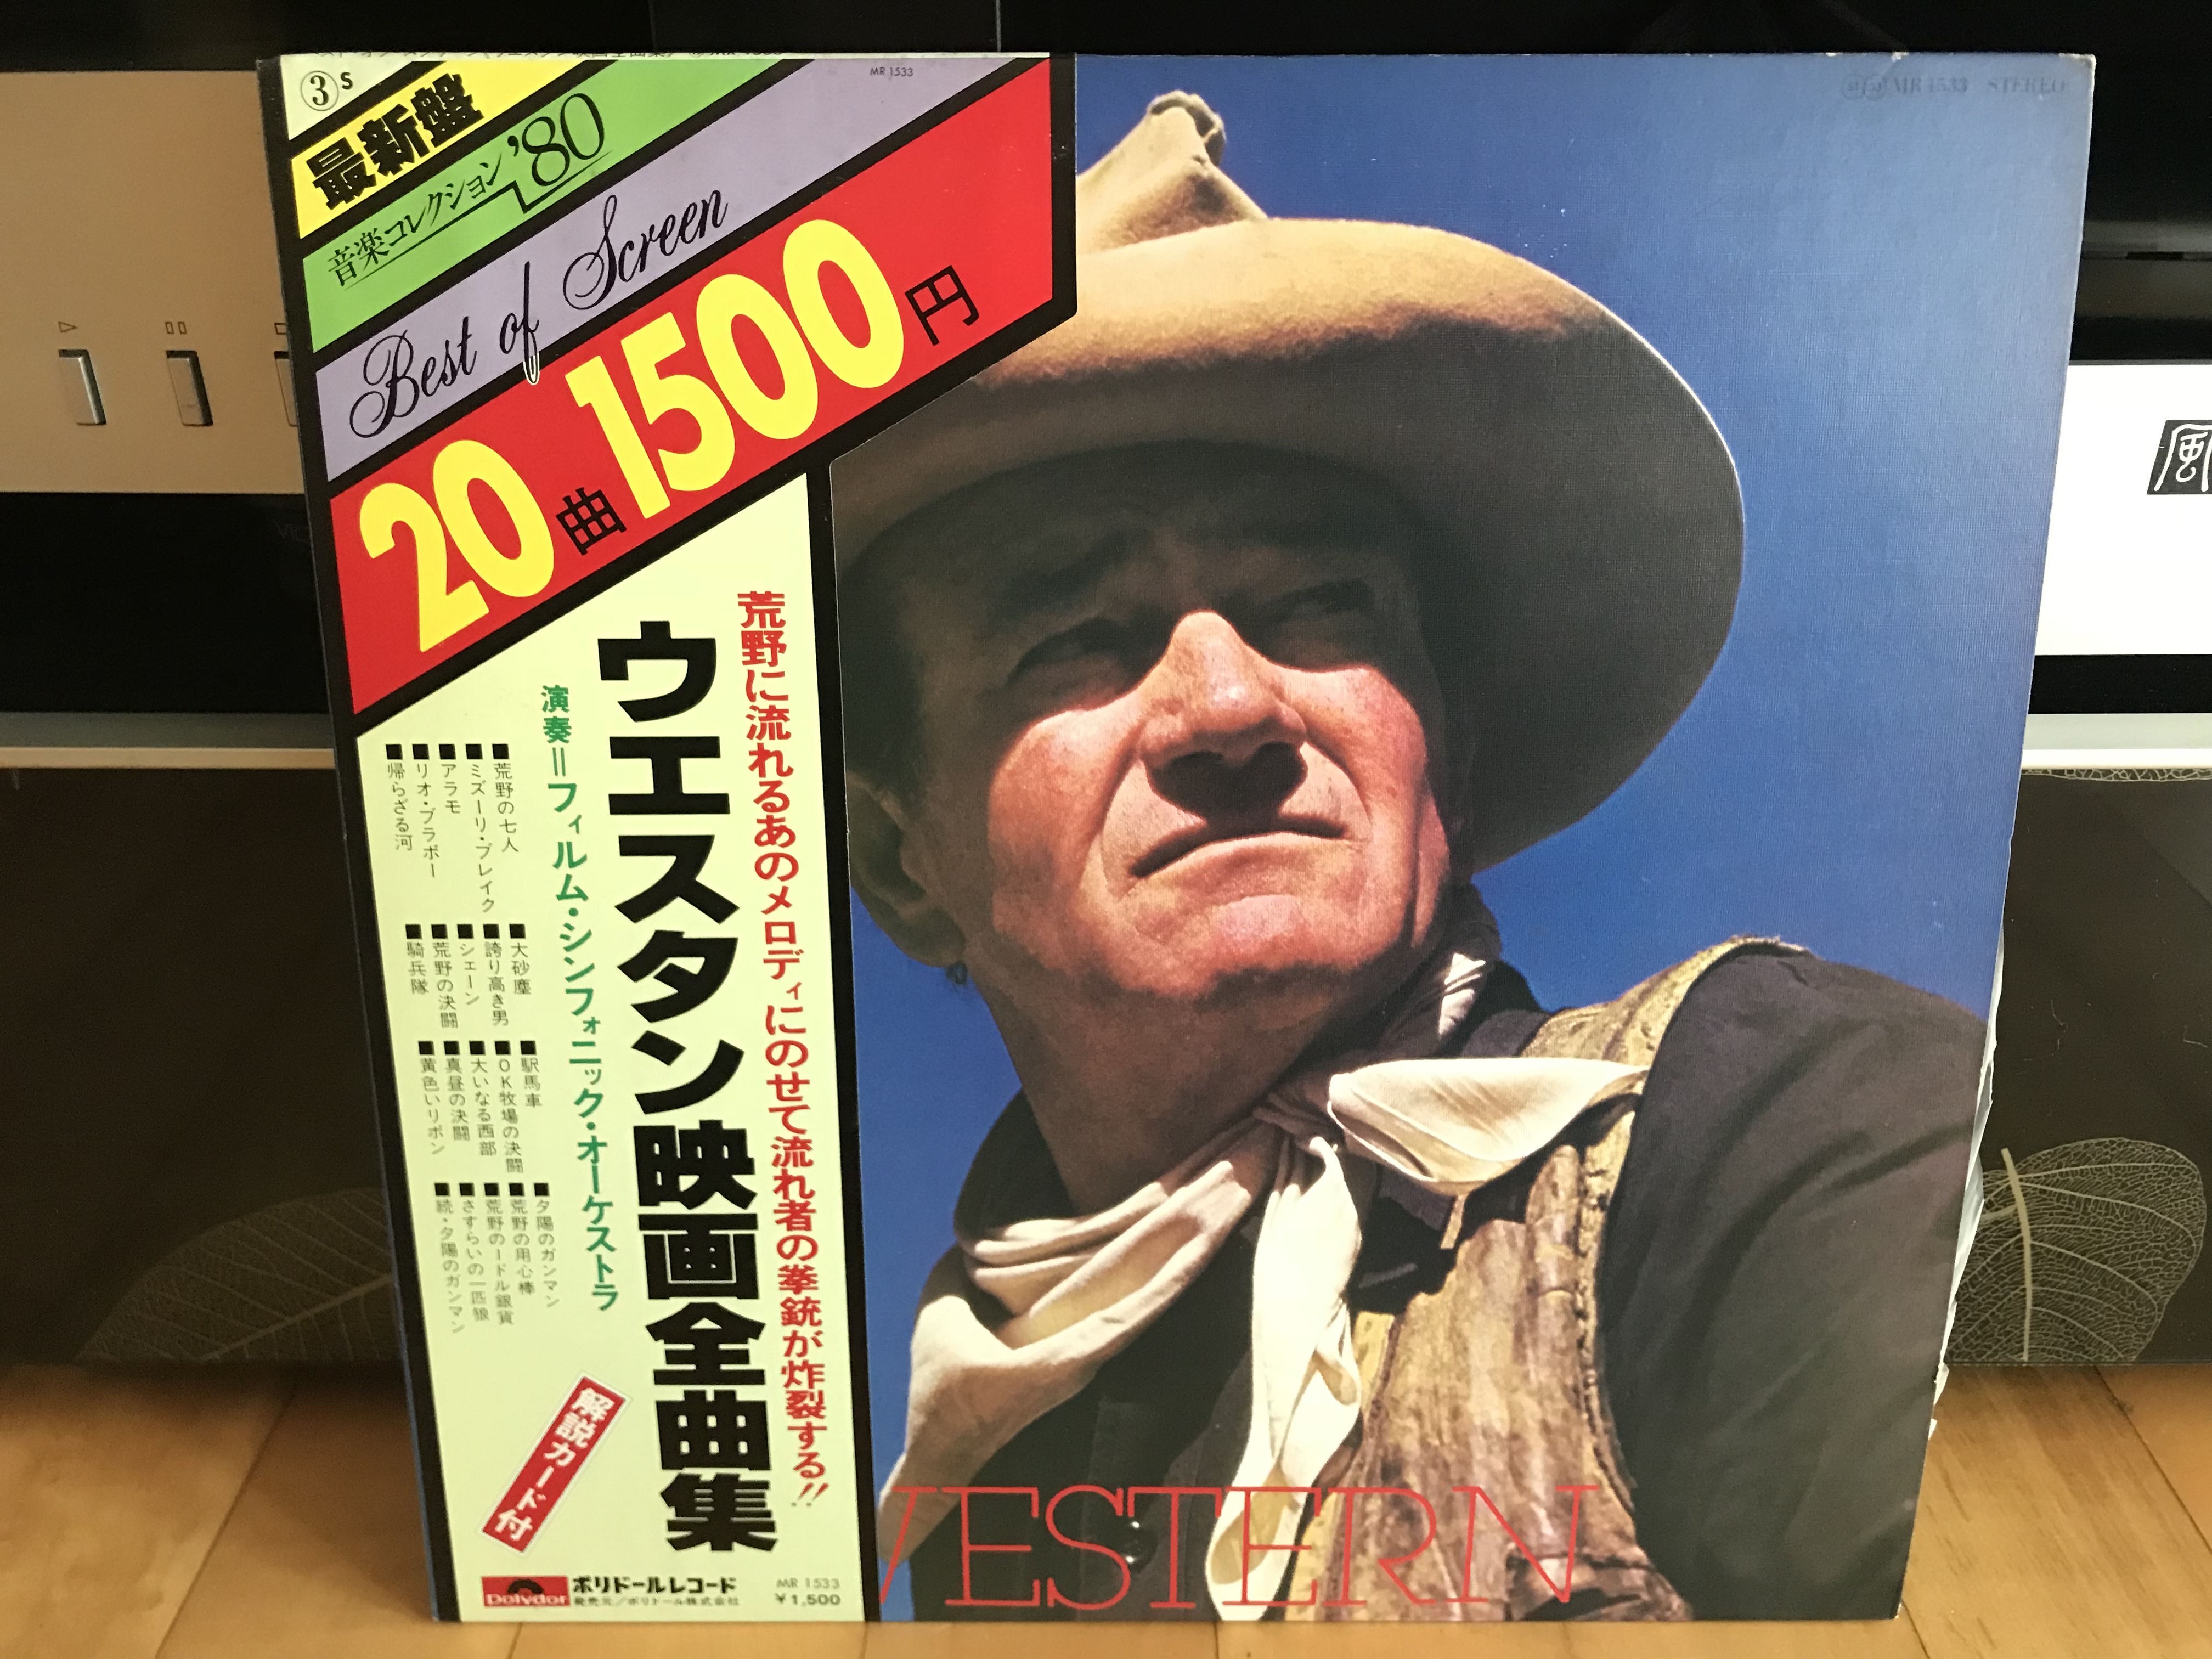 ③s
MR 1533
最新盤
音楽コレクション'80
Best of Screen
20曲1500円
荒野に流れるあのメロディにのせて流れ者の拳銃が炸裂する!!
ウエスタン映画全曲集
演奏=フィルム・シンフォニック・オーケストラ
■荒野の七人
■ミズーリ・ブレイク
■アラモ
■リオ・ブラボー
■帰らざる河
■大砂塵
■誇り高き男
■シェーン
■荒野の決闘
■騎兵隊
■駅馬車
■OK牧場の決闘
■大いなる西部
■真昼の決闘
■黄色いリボン
■夕陽のガンマン
■荒野の用心棒
■荒野の一ドル銀貨
■さすらいの一匹狼
■続・夕陽のガンマン
解説カード付
Polydor
ポリドールレコード
発売元/ポリドール株式会社
MR 1533
¥1,500
MR 1533 STEREO
WESTERN
風